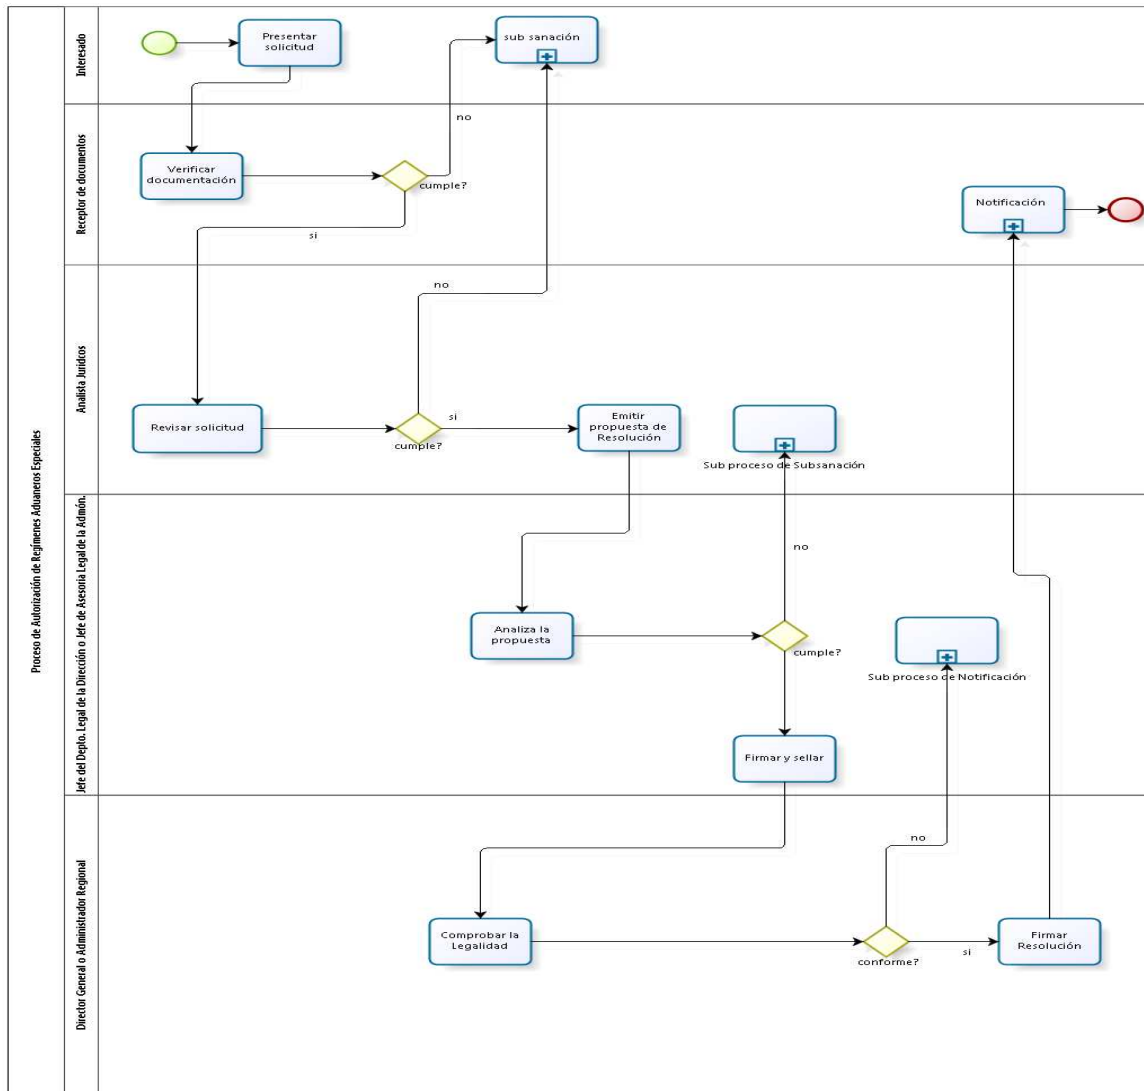 Proceso de Autorización de Regímenes Aduaneros Especiales
Interesado
Presentar
solicitud
sub sanación
no
Receptor de documentos
Verificar
documentación
cumple?
si
Notificación
Analista Jurídcos
no
Revisar solicitud
cumple?
si
Emitir
propuesta de
Resolución
Sub proceso de Subsanación
Jefe del Depto. Legal de la Dirección o Jefe de Asesoría Legal de la Admón.
no
Analiza la
propuesta
cumple?
Sub proceso de Notificación
Firmar y sellar
Director General o Administrador Regional
no
Comprobar la
Legalidad
conforme?
si
Firmar
Resolución